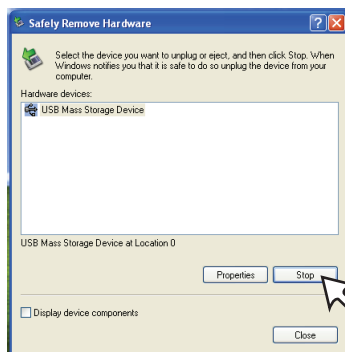 Safely Remove Hardware
Select the device you want to unplug or eject, and then click Stop. When
Windows notifies you that it is safe to do so unplug the device from your
computer.
Hardware devices:
USB Mass Storage Device
USB Mass Storage Device at Location 0
Properties
Stop
Display device components
Close